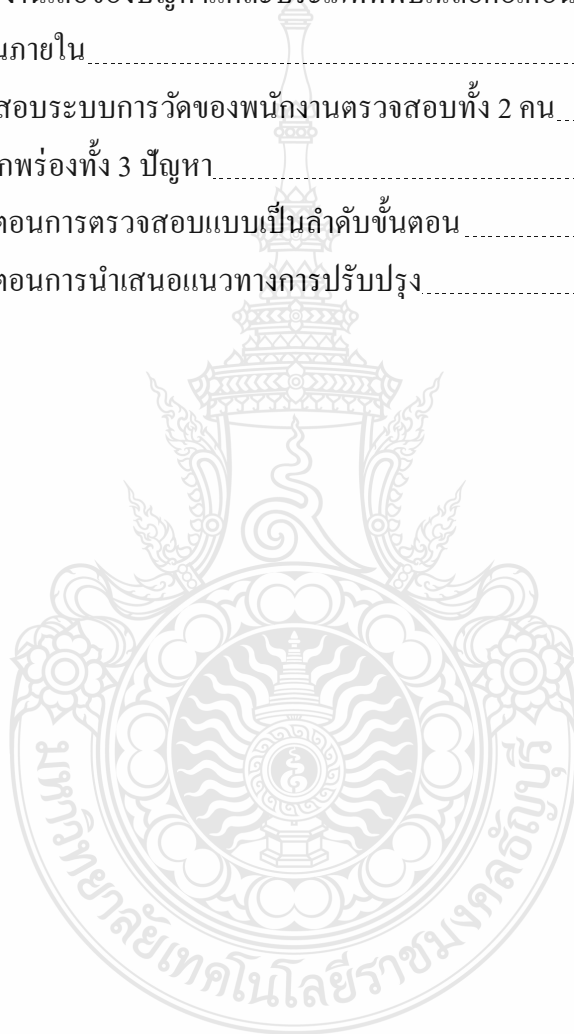 นภายใน
สอบระบบการวัดของพนักงานตรวจสอบทั้ง 2 คน
กพร่องทั้ง 3 ปัญหา
ตอนการตรวจสอบแบบเป็นลำดับขั้นตอน
ตอนการนำเสนอแนวทางการปรับปรุง
มหาวิทยาลัยเทคโนโลยีราชมงคลธัญบุรี